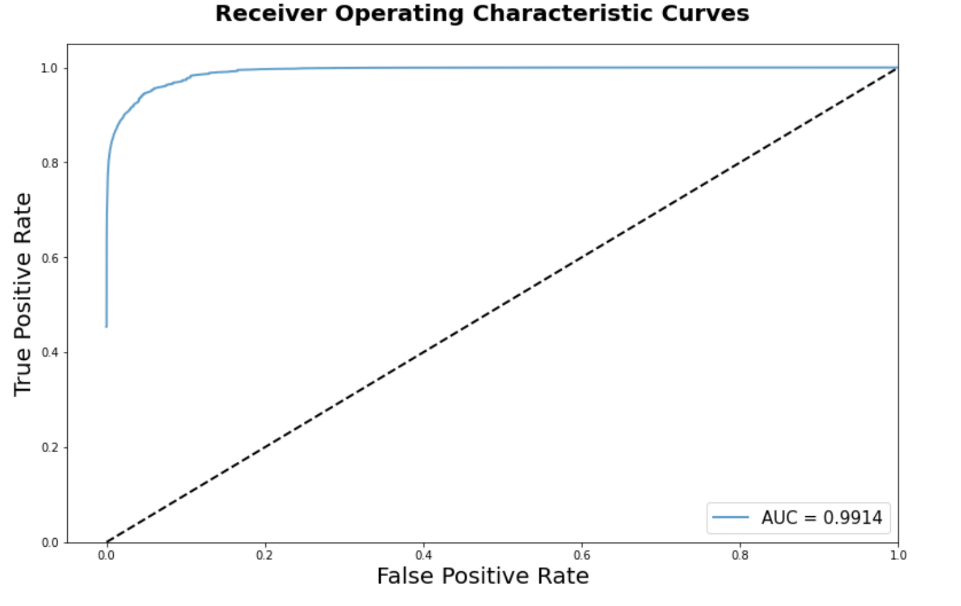 Receiver Operating Characteristic Curves
True Positive Rate
1.0
0.8
0.6
0.4
0.2
0.0
AUC = 0.9914
0.0 0.2 0.4 0.6 0.8 1.0
False Positive Rate